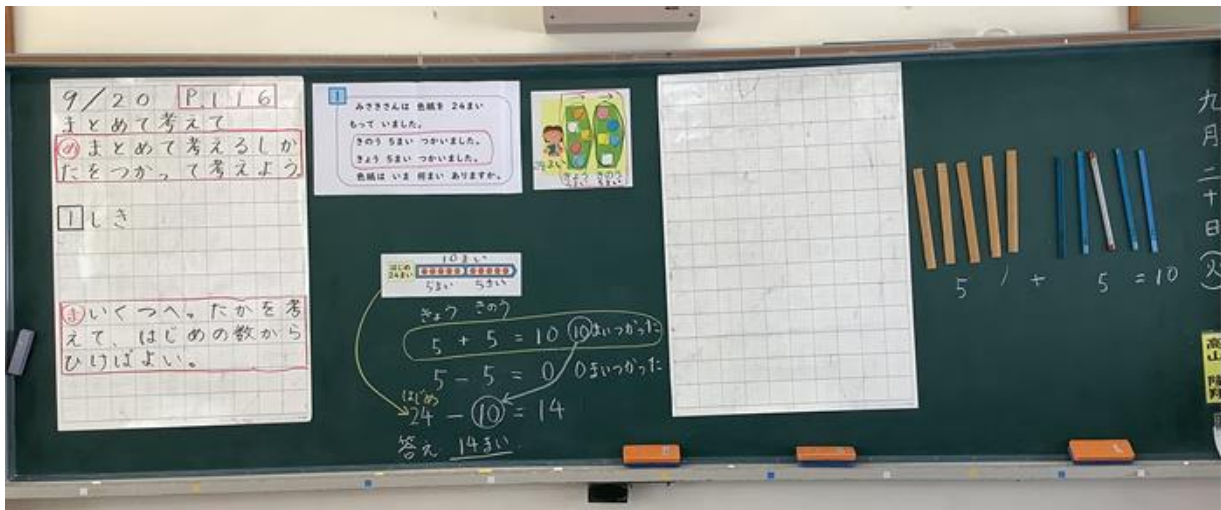 9/20 P.116
まとめて考えて
めまとめて考えるしか
たをつかって考えよう
1しき
まいくつへったかを考
えて、はじめの数から
ひけばよい。
1
みさきさんは 色紙を 24まい
もって いました。
きのう 5まい つかいました。
きょう 5まい つかいました。
色紙は いま 何まい ありますか。
きょう きのう
5まい 5まい
10まい
はじめ
24まい
5まい 5まい
きょう きのう
5 + 5 = 10 10まいつかった
5 - 5 = 0 0まいつかった
はじめ
24 - 10 = 14
答え 14まい
5 + 5 = 10
九月二十日(火)